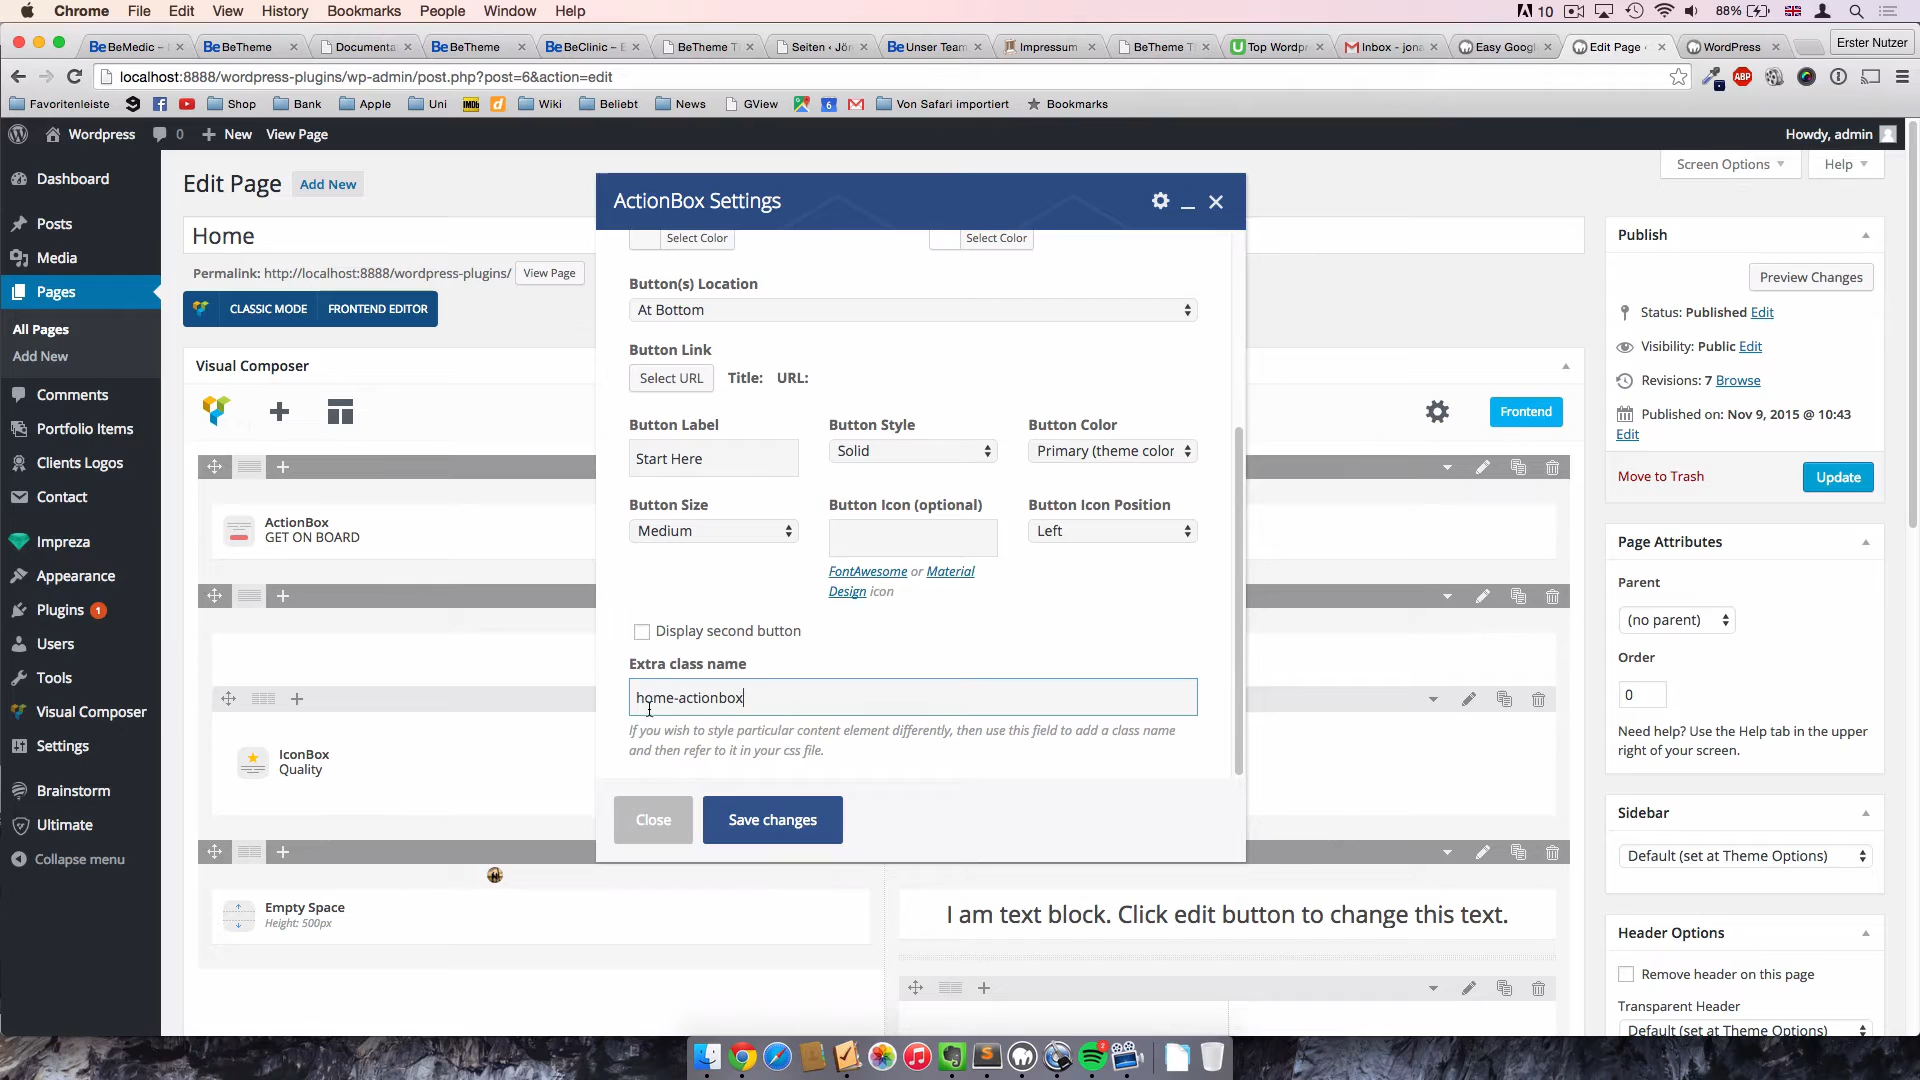 Chrome File Edit View History Bookmarks People Window Help 10 88%
BeMedic – BeTheme Documenta BeTheme BeClinic – E BeTheme T Seiten ‹ Jör Unser Team Impressum BeTheme T Top Wordpr Inbox - jona Easy Googl Edit Page ‹ WordPress Erster Nutzer
localhost:8888/wordpress-plugins/wp-admin/post.php?post=6&action=edit
Favoritenleiste Shop Bank Apple Uni Wiki Beliebt News GView Von Safari importiert Bookmarks
Wordpress 0 New View Page Howdy, admin
Screen Options Help
Dashboard
Posts
Media
Pages
All Pages
Add New
Comments
Portfolio Items
Clients Logos
Contact
Impreza
Appearance
Plugins 1
Users
Tools
Visual Composer
Settings
Brainstorm
Ultimate
Collapse menu
Edit Page Add New
Home
Permalink: http://localhost:8888/wordpress-plugins/ View Page
CLASSIC MODE FRONTEND EDITOR
Visual Composer
Frontend
ActionBox
GET ON BOARD
IconBox
Quality
Empty Space
Height: 500px
I am text block. Click edit button to change this text.
ActionBox Settings
Select Color Select Color
Button(s) Location
At Bottom
Button Link
Select URL Title: URL:
Button Label Button Style Button Color
Start Here Solid Primary (theme color
Button Size Button Icon (optional) Button Icon Position
Medium Left
FontAwesome or Material
Design icon
Display second button
Extra class name
home-actionbox
If you wish to style particular content element differently, then use this field to add a class name
and then refer to it in your css file.
Close Save changes
Publish
Preview Changes
Status: Published Edit
Visibility: Public Edit
Revisions: 7 Browse
Published on: Nov 9, 2015 @ 10:43
Edit
Move to Trash Update
Page Attributes
Parent
(no parent)
Order
0
Need help? Use the Help tab in the upper
right of your screen.
Sidebar
Default (set at Theme Options)
Header Options
Remove header on this page
Transparent Header
Default (set at Theme Options)